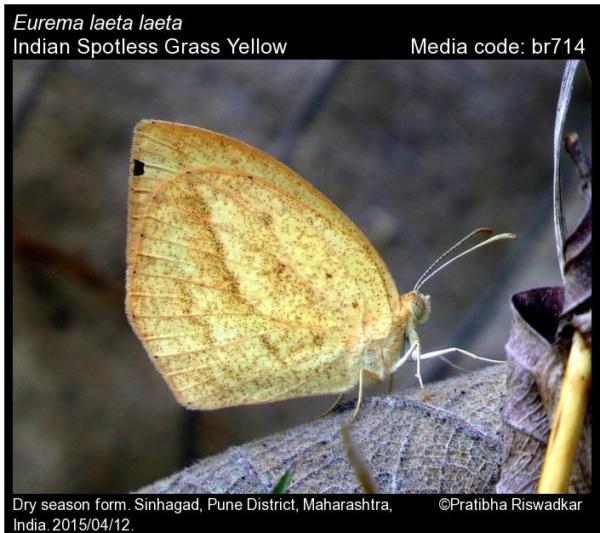 Eurema laeta laeta
Indian Spotless Grass Yellow Media code: br714
Dry season form. Sinhagad, Pune District, Maharashtra, ©Pratibha Riswadkar
India. 2015/04/12.